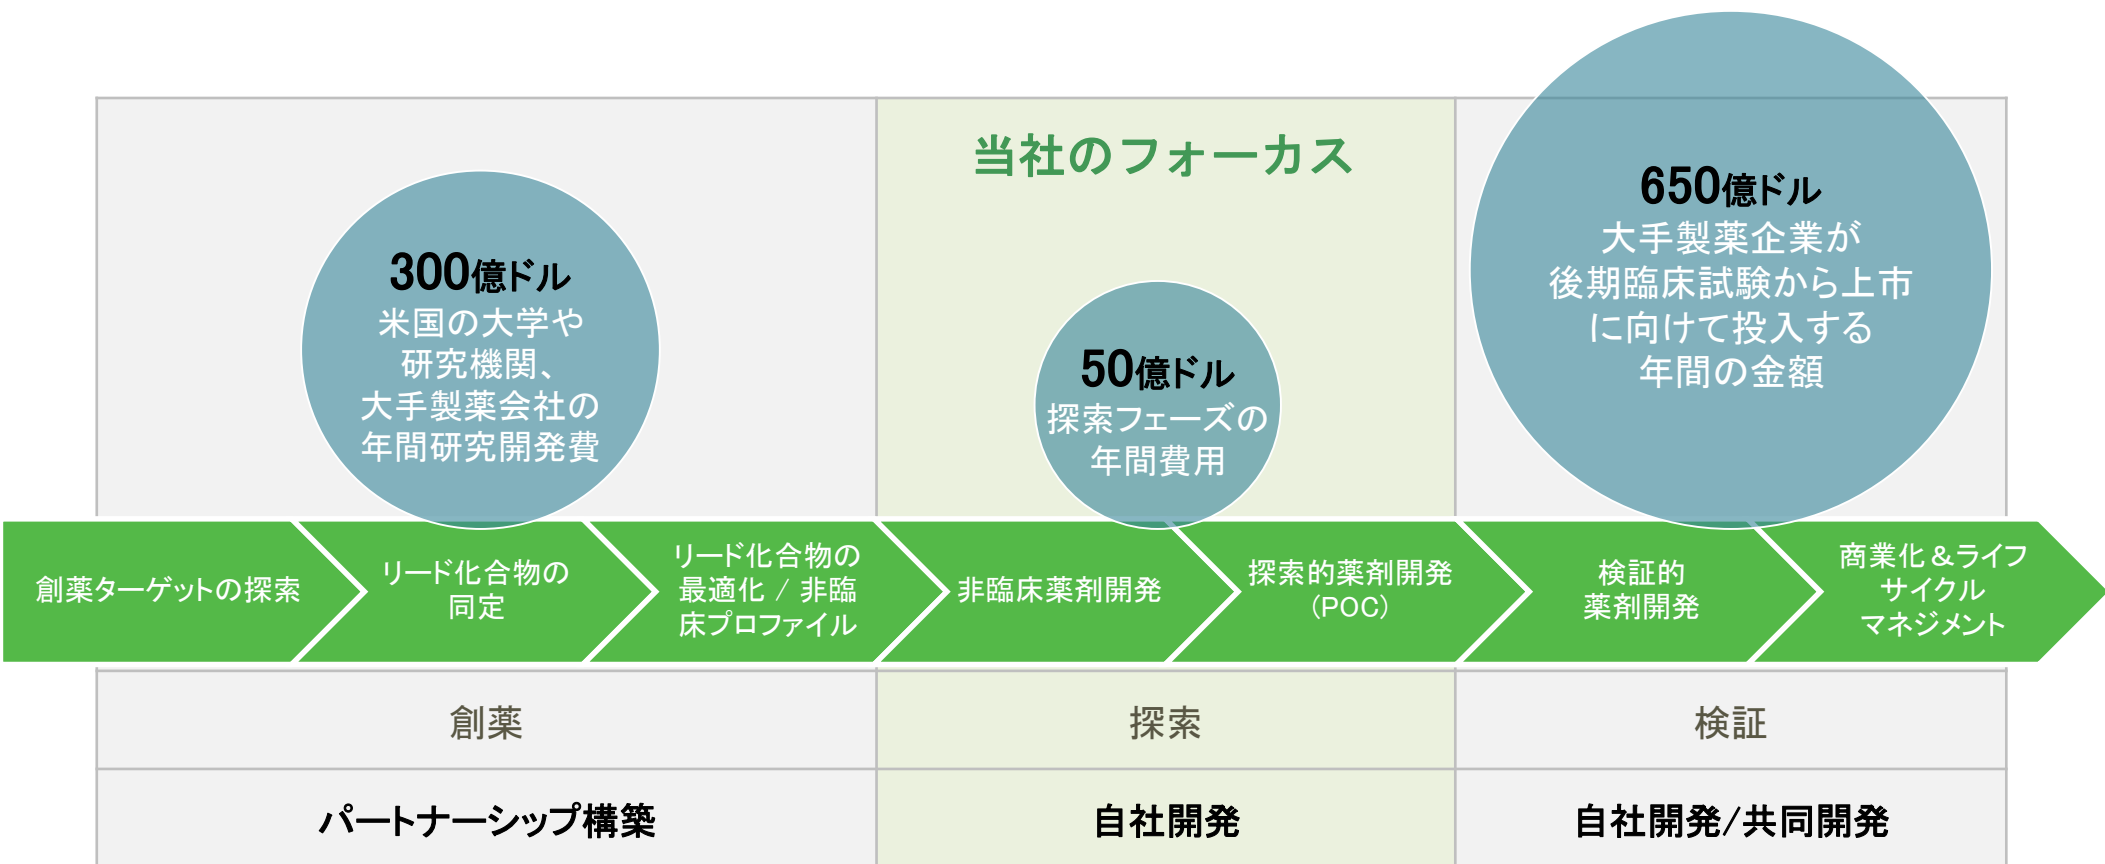 当社のフォーカス
300億ドル
米国の大学や
研究機関、
大手製薬会社の
年間研究開発費
50億ドル
探索フェーズの
年間費用
650億ドル
大手製薬企業が
後期臨床試験から上市
に向けて投入する
年間の金額
創薬ターゲットの探索
リード化合物の
同定
リード化合物の
最適化 / 非臨
床プロファイル
非臨床薬剤開発
探索的薬剤開発
(POC)
検証的
薬剤開発
商業化＆ライフ
サイクル
マネジメント
創薬
探索
検証
パートナーシップ構築
自社開発
自社開発/共同開発